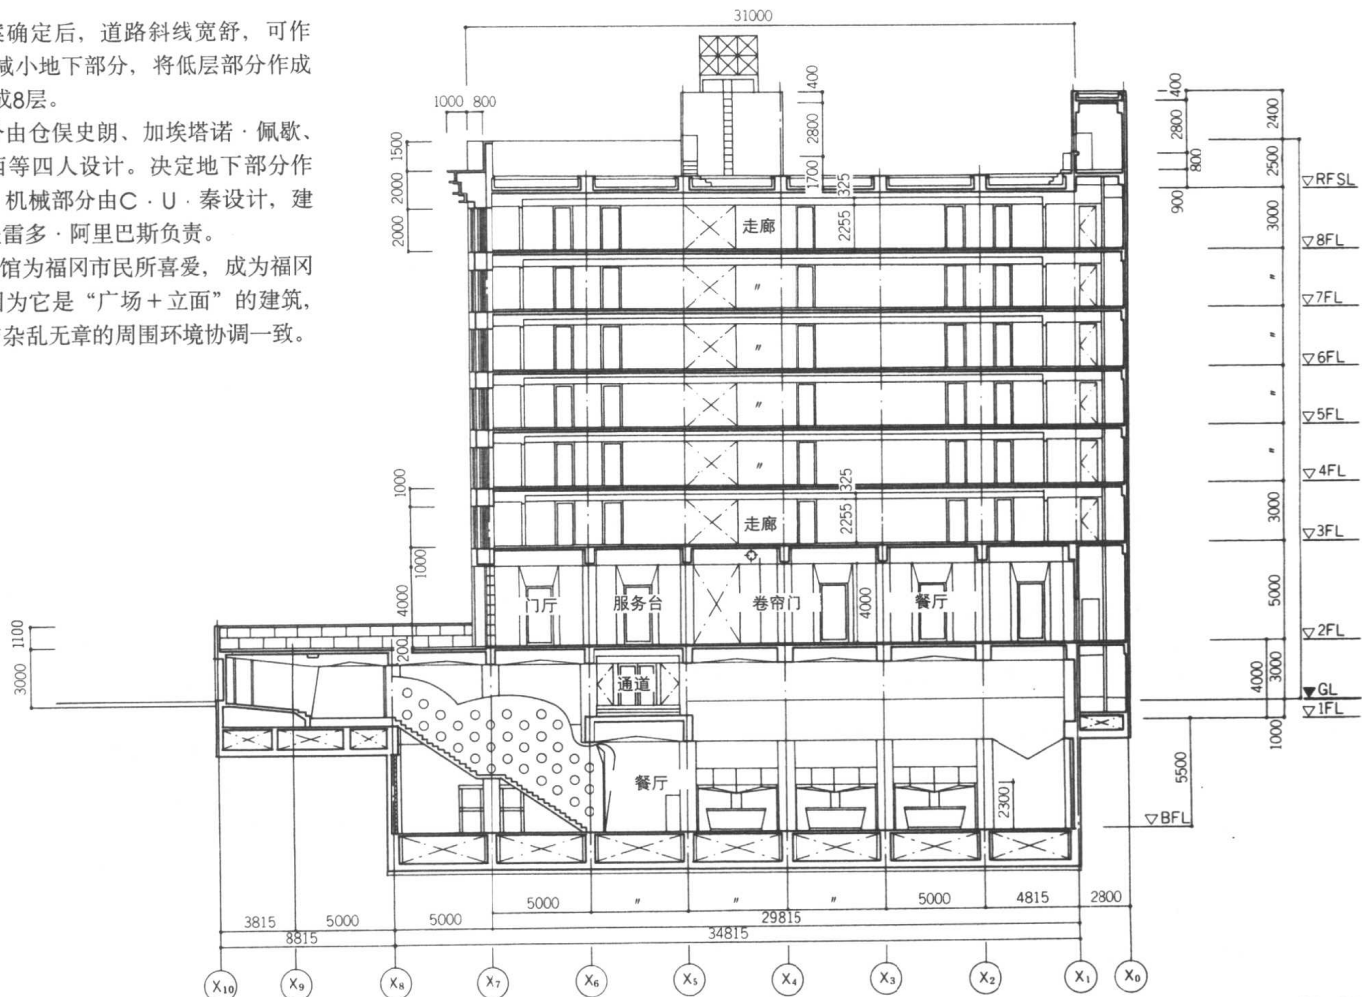 案确定后，道路斜线宽舒，可作
减小地下部分，将低层部分作成
成8层。
由仓俣史朗、加埃塔诺·佩歇、
西等四人设计。决定地下部分作
机械部分由C·U·秦设计，建
雷多·阿里巴斯负责。
馆为福冈市民所喜爱，成为福冈
因为它是“广场＋立面”的建筑，
杂乱无章的周围环境协调一致。
31000
1000 800
1500
2000
2000
400
2800
1700
325
2255
走廊
〃
〃
〃
〃
〃
325
2255
走廊
1000
1000
4000
200
门厅
服务台
卷帘门
4000
餐厅
通道
餐厅
2300
1100
3000
400
2800
800
900
2400
2500
3000
〃
〃
〃
〃
3000
5000
3000
4000
1000
5500
▽RFSL
▽8FL
▽7FL
▽6FL
▽5FL
▽4FL
▽3FL
▽2FL
▼GL
▽1FL
▽BFL
5000 〃 〃 〃 5000 4815 2800
3815 5000 5000 29815
8815 34815
X10 X9 X8 X7 X6 X5 X4 X3 X2 X1 X0